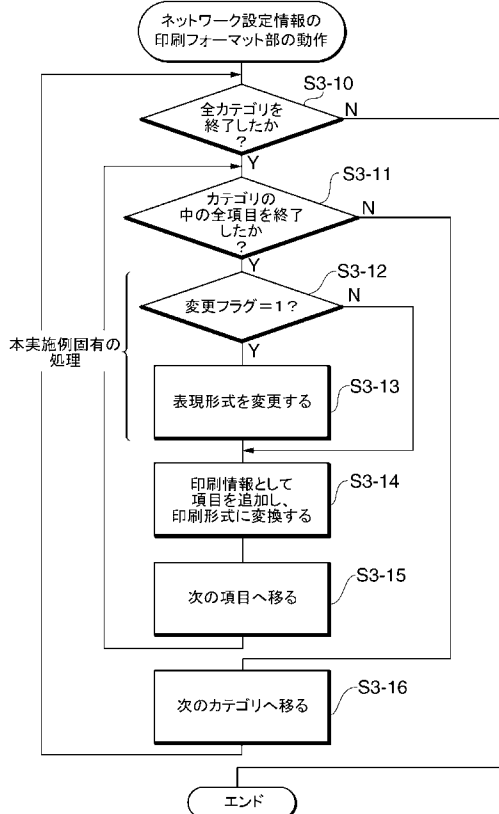 ネットワーク設定情報の
印刷フォーマット部の動作
S3-10
全カテゴリを
終了したか
?
N
Y
S3-11
カテゴリの
中の全項目を終了
したか
?
N
Y
S3-12
変更フラグ=1?
N
Y
本実施例固有の
処理
S3-13
表現形式を変更する
S3-14
印刷情報として
項目を追加し、
印刷形式に変換する
S3-15
次の項目へ移る
S3-16
次のカテゴリへ移る
エンド